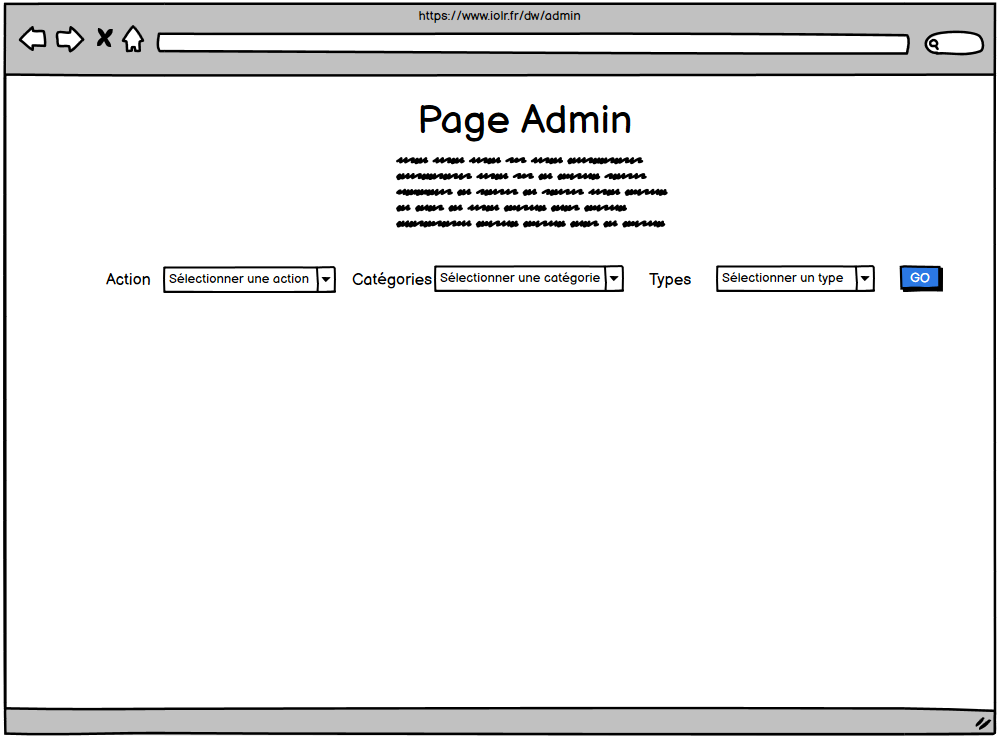 https://www.iolr.fr/dw/admin
Page Admin
Action Sélectionner une action Catégories Sélectionner une catégorie Types Sélectionner un type GO